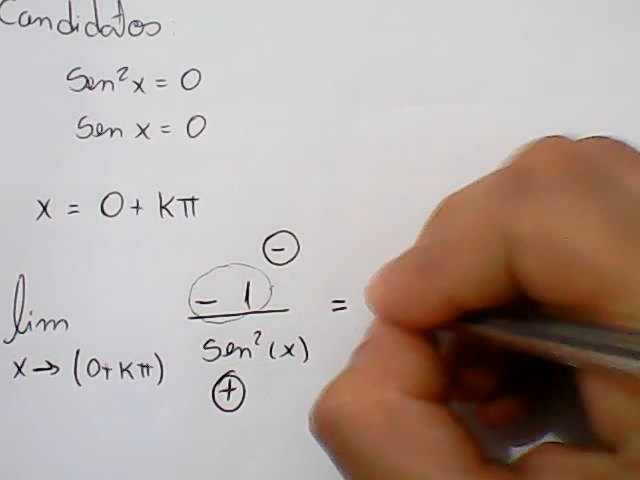 Candidatos:
Sen²x = 0
Sen x = 0
x = 0 + Kπ
-
lim - 1 =
x → (0 + Kπ) Sen²(x)
+